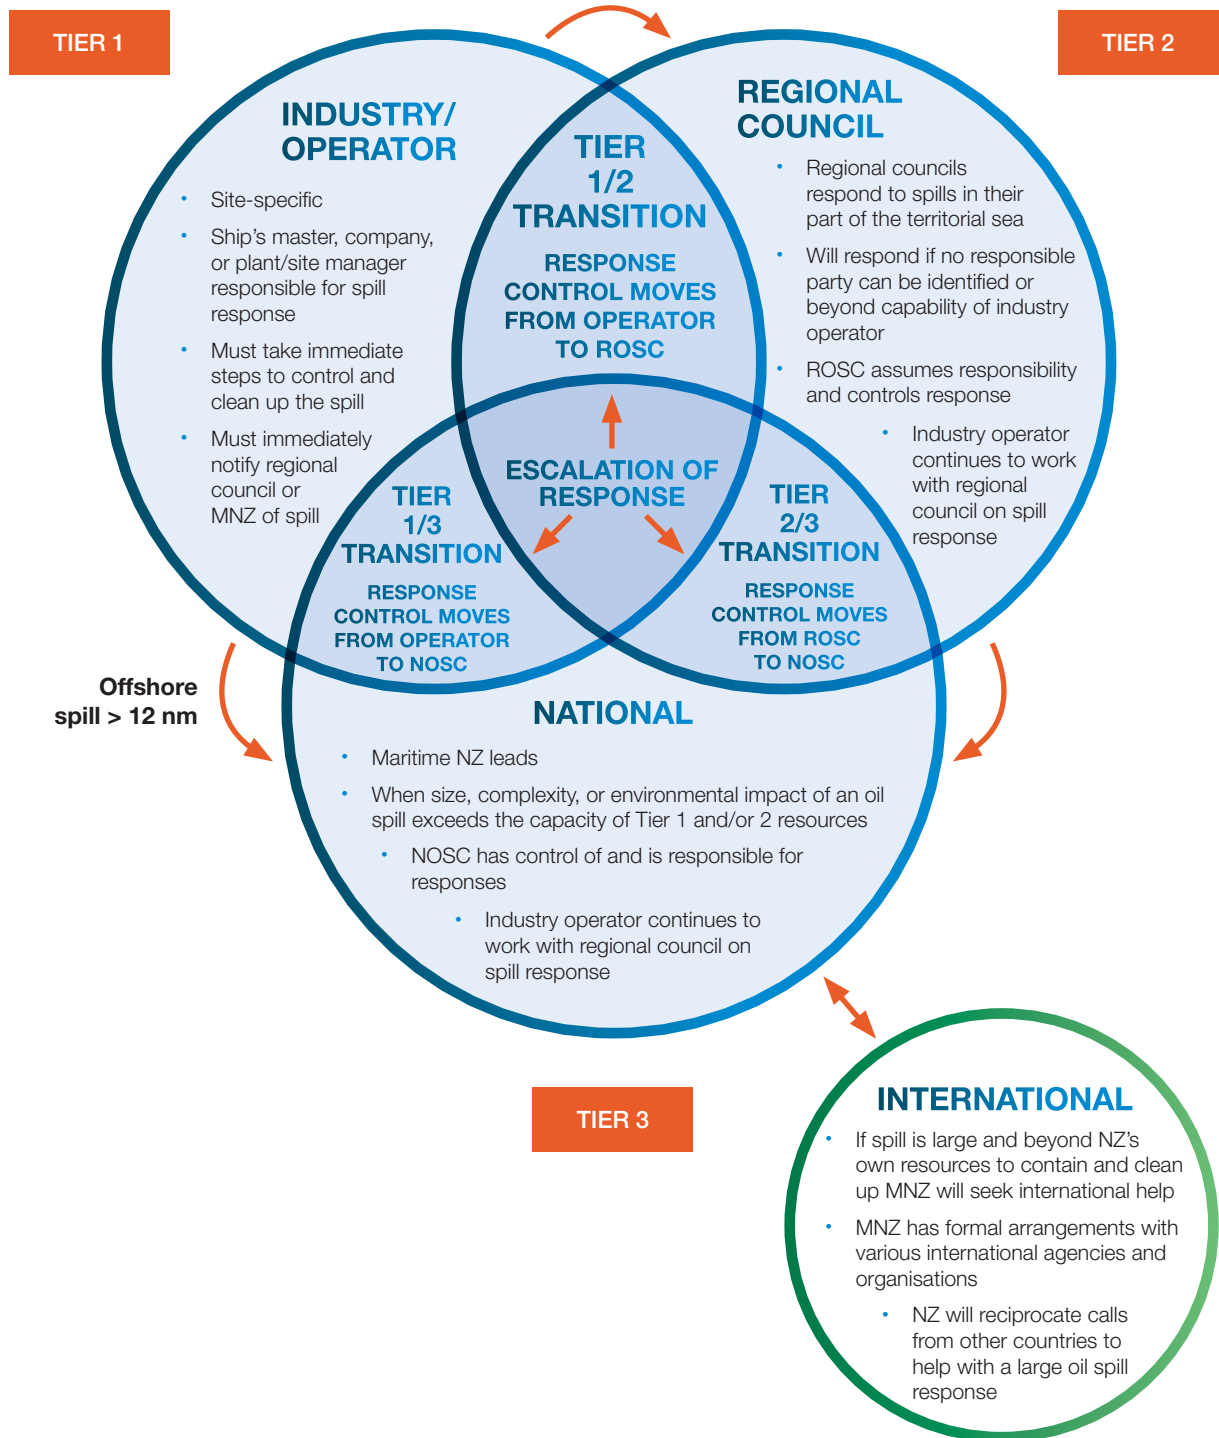 TIER 1
TIER 2
INDUSTRY/
OPERATOR
• Site-specific
• Ship's master, company,
or plant/site manager
responsible for spill
response
• Must take immediate
steps to control and
clean up the spill
• Must immediately
notify regional
council or
MNZ of spill
TIER
1/2
TRANSITION
RESPONSE
CONTROL MOVES
FROM OPERATOR
TO ROSC
REGIONAL
COUNCIL
• Regional councils
respond to spills in their
part of the territorial sea
• Will respond if no responsible
party can be identified or
beyond capability of industry
operator
• ROSC assumes responsibility
and controls response
• Industry operator
continues to work
with regional
council on spill
response
ESCALATION OF
RESPONSE
TIER
1/3
TRANSITION
RESPONSE
CONTROL MOVES
FROM OPERATOR
TO NOSC
TIER
2/3
TRANSITION
RESPONSE
CONTROL MOVES
FROM ROSC
TO NOSC
Offshore
spill > 12 nm
NATIONAL
• Maritime NZ leads
• When size, complexity, or environmental impact of an oil
spill exceeds the capacity of Tier 1 and/or 2 resources
• NOSC has control of and is responsible for
responses
• Industry operator continues to
work with regional council on
spill response
TIER 3
INTERNATIONAL
• If spill is large and beyond NZ's
own resources to contain and clean
up MNZ will seek international help
• MNZ has formal arrangements with
various international agencies and
organisations
• NZ will reciprocate calls
from other countries to
help with a large oil spill
response